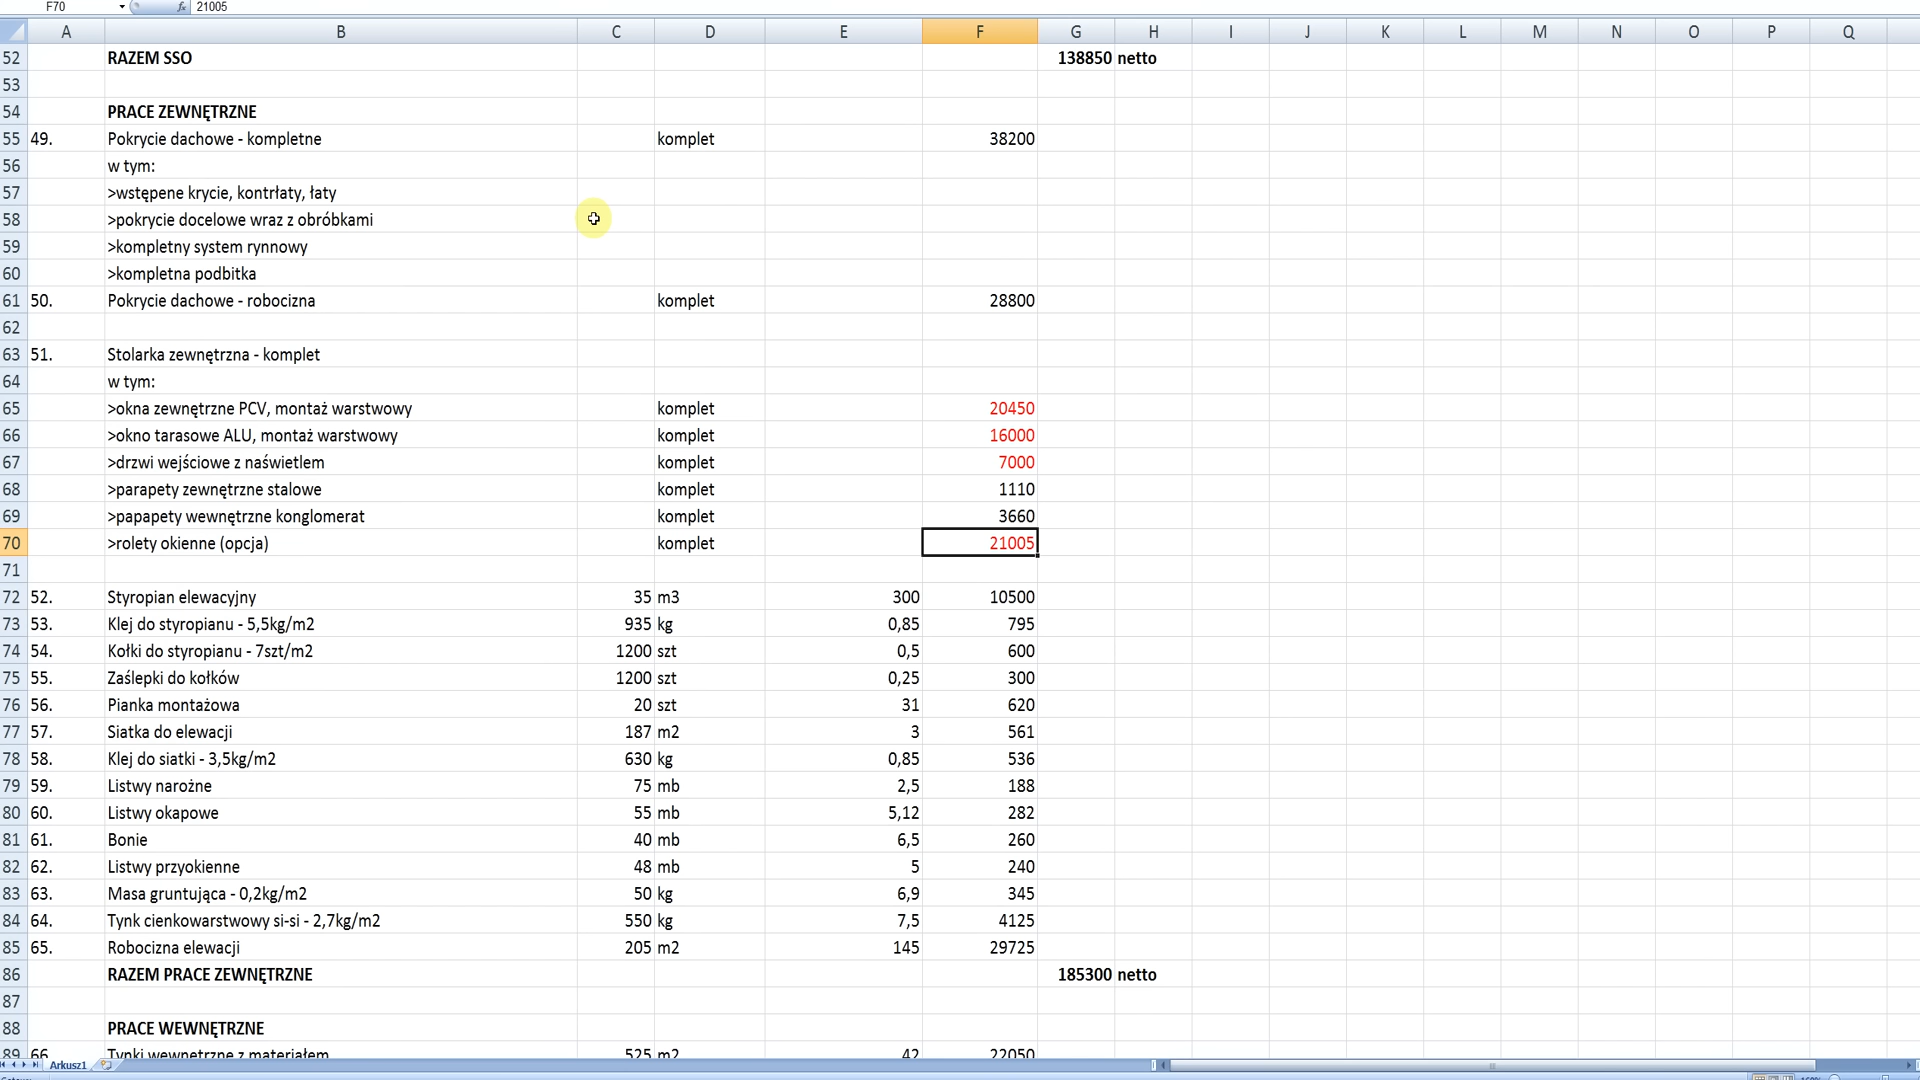 F70 21005
A B C D E F G H I J K L M N O P Q
52 RAZEM SSO 138850 netto
53
54 PRACE ZEWNĘTRZNE
55 49. Pokrycie dachowe - kompletne komplet 38200
56 w tym:
57 >wstępene krycie, kontrłaty, łaty
58 >pokrycie docelowe wraz z obróbkami
59 >kompletny system rynnowy
60 >kompletna podbitka
61 50. Pokrycie dachowe - robocizna komplet 28800
62
63 51. Stolarka zewnętrzna - komplet
64 w tym:
65 >okna zewnętrzne PCV, montaż warstwowy komplet 20450
66 >okno tarasowe ALU, montaż warstwowy komplet 16000
67 >drzwi wejściowe z naświetlem komplet 7000
68 >parapety zewnętrzne stalowe komplet 1110
69 >papapety wewnętrzne konglomerat komplet 3660
70 >rolety okienne (opcja) komplet 21005
71
72 52. Styropian elewacyjny 35 m3 300 10500
73 53. Klej do styropianu - 5,5kg/m2 935 kg 0,85 795
74 54. Kołki do styropianu - 7szt/m2 1200 szt 0,5 600
75 55. Zaślepki do kołków 1200 szt 0,25 300
76 56. Pianka montażowa 20 szt 31 620
77 57. Siatka do elewacji 187 m2 3 561
78 58. Klej do siatki - 3,5kg/m2 630 kg 0,85 536
79 59. Listwy narożne 75 mb 2,5 188
80 60. Listwy okapowe 55 mb 5,12 282
81 61. Bonie 40 mb 6,5 260
82 62. Listwy przyokienne 48 mb 5 240
83 63. Masa gruntująca - 0,2kg/m2 50 kg 6,9 345
84 64. Tynk cienkowarstwowy si-si - 2,7kg/m2 550 kg 7,5 4125
85 65. Robocizna elewacji 205 m2 145 29725
86 RAZEM PRACE ZEWNĘTRZNE 185300 netto
87
88 PRACE WEWNĘTRZNE
89 66. Tynki wewnętrzne z materiałem 525 m2 42 22050
Arkusz1